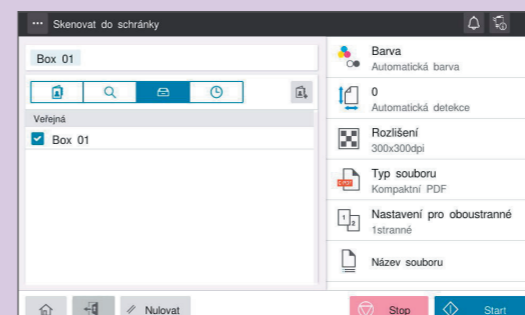 Skenovat do schránky
Box 01
Veřejná
Box 01
Barva
Automatická barva
0
Automatická detekce
Rozlišení
300x300dpi
Typ souboru
Kompaktní PDF
Nastavení pro oboustranné
1stranné
Název souboru
Nulovat
Stop
Start